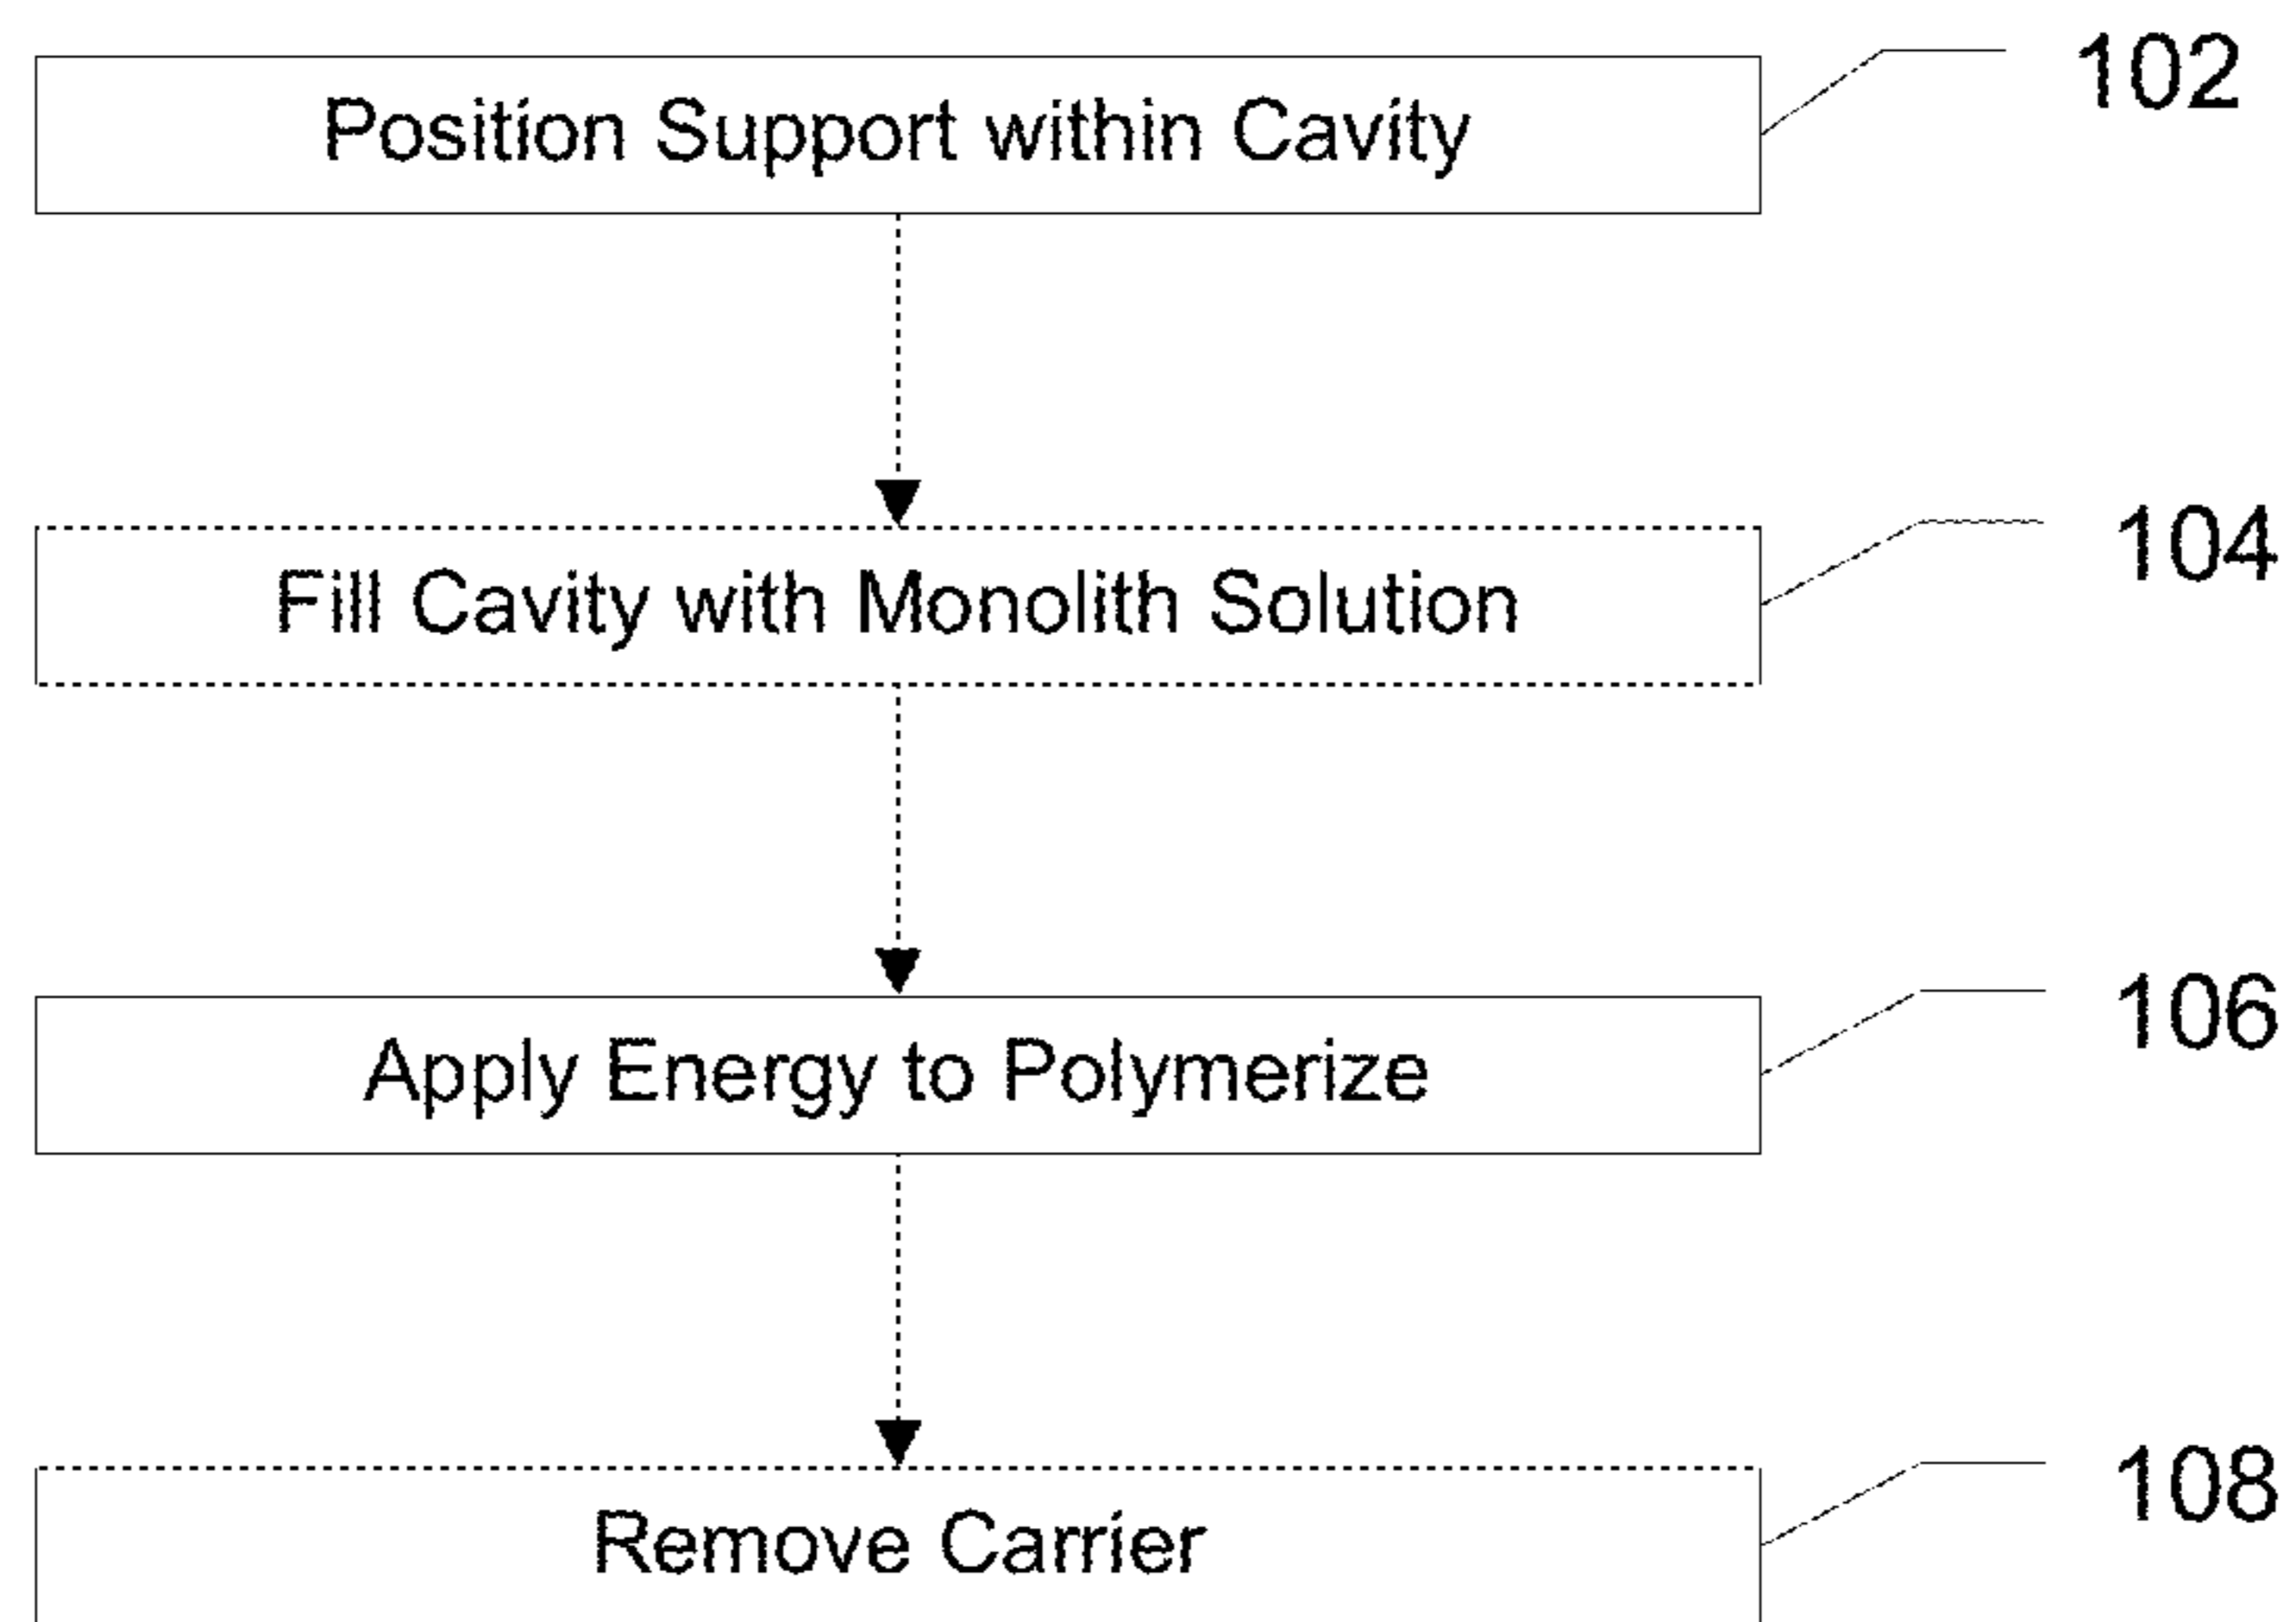 Position Support within Cavity
102
Fill Cavity with Monolith Solution
104
Apply Energy to Polymerize
106
Remove Carrier
108